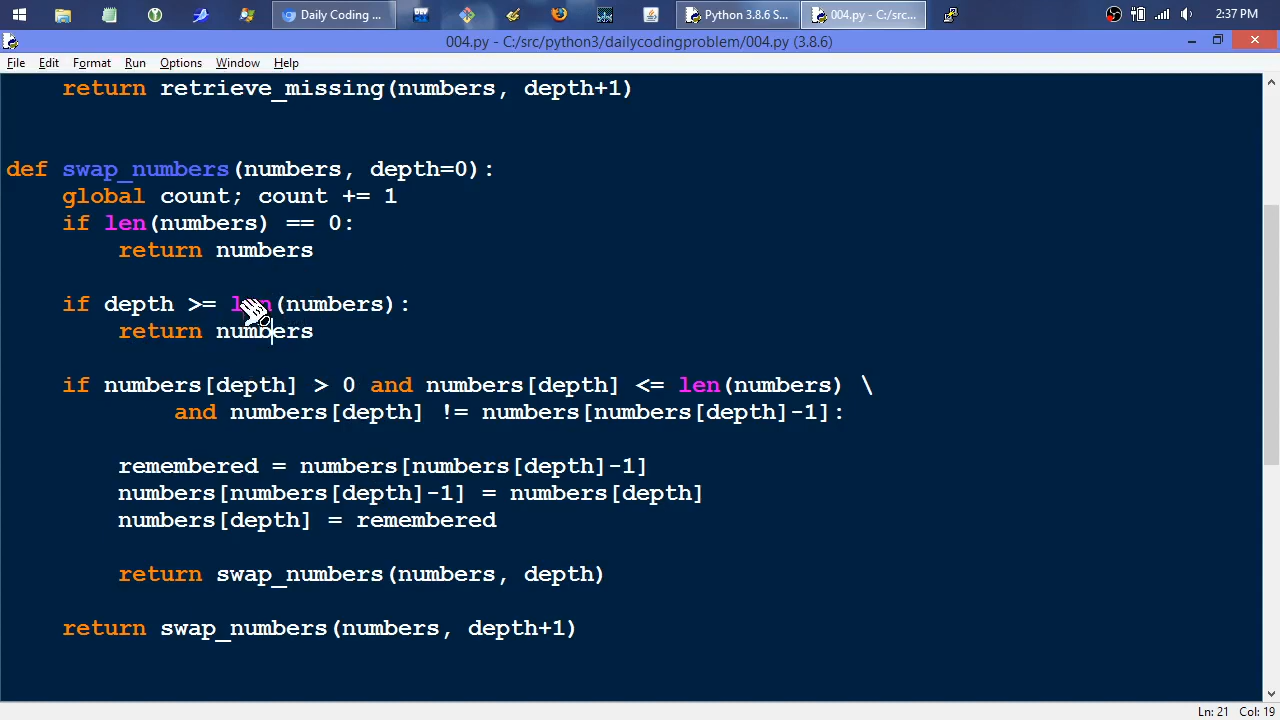 Daily Coding ...
Python 3.8.6 S...
004.py - C:/src...
2:37 PM
004.py - C:/src/python3/dailycodingproblem/004.py (3.8.6)
File Edit Format Run Options Window Help
return retrieve_missing(numbers, depth+1)
def swap_numbers(numbers, depth=0):
global count; count += 1
if len(numbers) == 0:
return numbers
if depth >= len(numbers):
return numbers
if numbers[depth] > 0 and numbers[depth] <= len(numbers) \
and numbers[depth] != numbers[numbers[depth]-1]:
remembered = numbers[numbers[depth]-1]
numbers[numbers[depth]-1] = numbers[depth]
numbers[depth] = remembered
return swap_numbers(numbers, depth)
return swap_numbers(numbers, depth+1)
Ln: 21 Col: 19